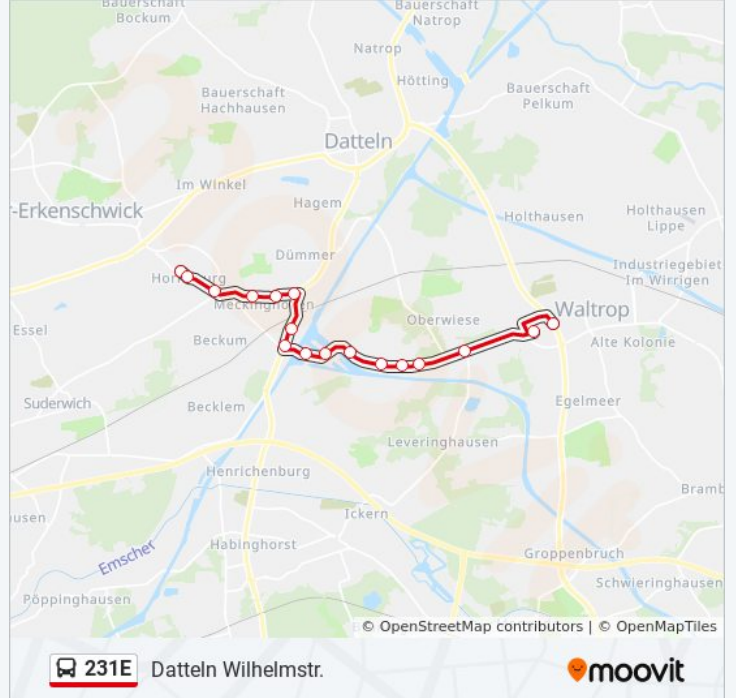 Bauerschaft
Bockum
Bauerschaft
Natrop
Natrop
Hötting
Bauerschaft
Hachhausen
Bauerschaft
Pelkum
Datteln
Im Winkel
r-Erkenschwick
Hagem
Holthausen
Holthausen
Lippe
Dümmer
Industriegebiet
Im Wirrigen
Meckinghoven
Waltrop
Oberwiese
Essel
Beckum
Alte Kolonie
Suderwich
Becklem
Egelmeer
Leveringhausen
Henrichenburg
Bramb
usen
Ickern
Emscher
Habinghorst
Groppenbruch
Schwieringhausen
Pöppinghausen
© OpenStreetMap contributors | © OpenMapTiles
231E Datteln Wilhelmstr.
moovit